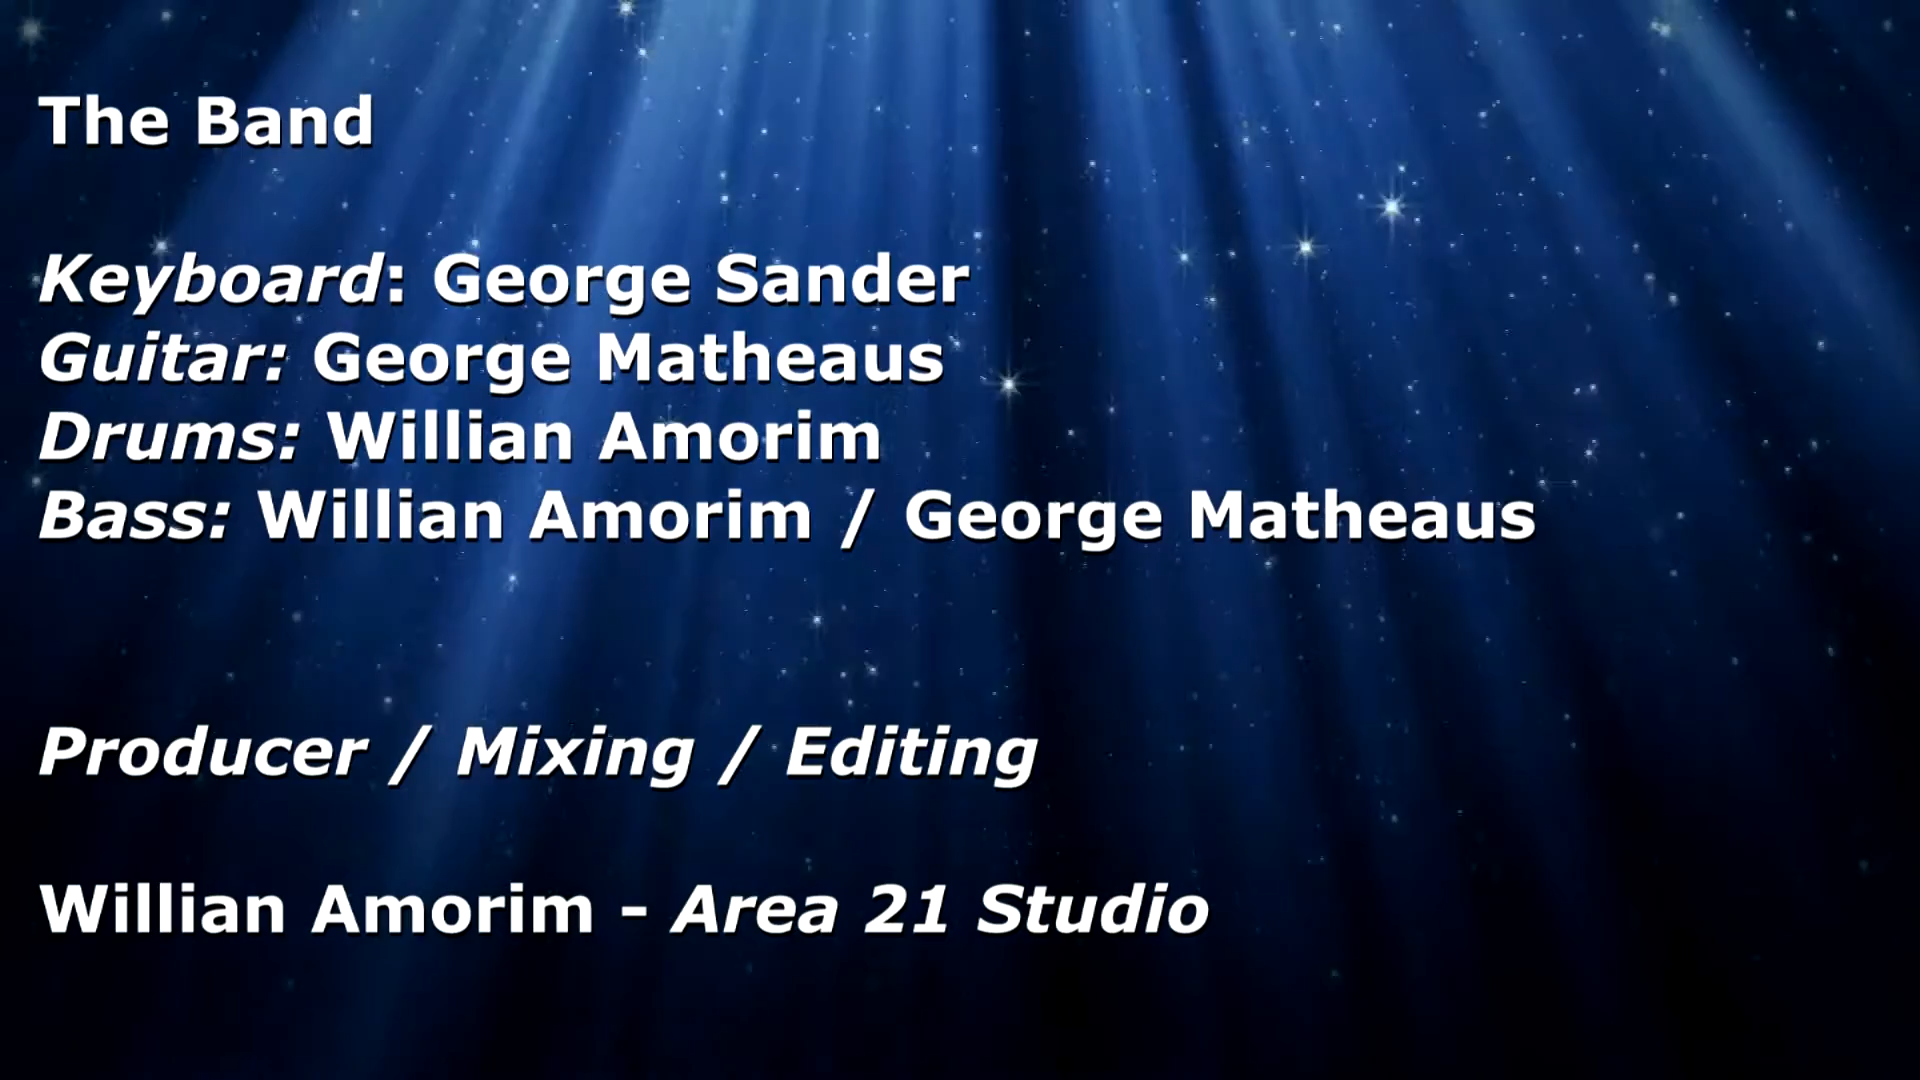 The Band
Keyboard: George Sander
Guitar: George Matheaus
Drums: Willian Amorim
Bass: Willian Amorim / George Matheaus
Producer / Mixing / Editing
Willian Amorim - Area 21 Studio